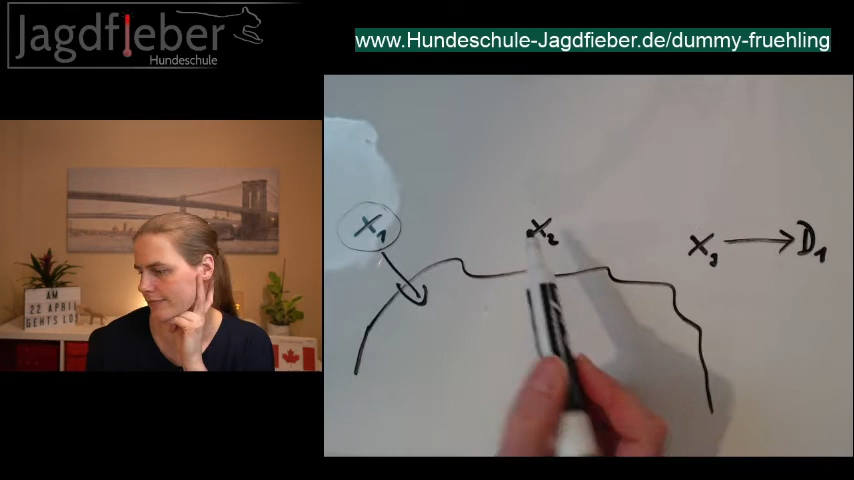 Jagdfieber
Hundeschule
www.Hundeschule-Jagdfieber.de/dummy-fruehling
AM
22 APRIL
GEHTS LOS
X1
X2
X3 → D1